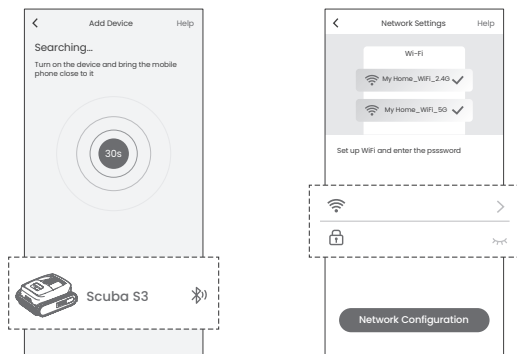 Add Device
Help
Searching...
Turn on the device and bring the mobile
phone close to it
30s
Scuba S3
Network Settings
Help
Wi-Fi
My Home_WiFi_2.4G
My Home_WiFi_5G
Set up WiFi and enter the psssword
Network Configuration